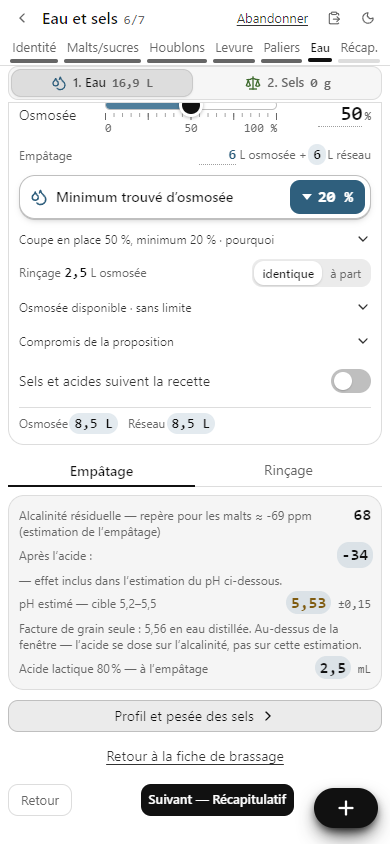 Eau et sels 6/7
Abandonner
Identité Malts/sucres Houblons Levure Paliers Eau Récap.
1. Eau 16,9 L
2. Sels 0 g
Osmosée
50 %
0 50 100 %
Empâtage
6 L osmosée + 6 L réseau
Minimum trouvé d'osmosée
20 %
Coupe en place 50 %, minimum 20 % · pourquoi
Rinçage 2,5 L osmosée
identique à part
Osmosée disponible · sans limite
Compromis de la proposition
Sels et acides suivent la recette
Osmosée 8,5 L Réseau 8,5 L
Empâtage Rinçage
Alcalinité résiduelle — repère pour les malts ≈ -69 ppm
(estimation de l'empâtage)
68
Après l'acide :
-34
— effet inclus dans l'estimation du pH ci-dessous.
pH estimé — cible 5,2–5,5
5,53 ±0,15
Facture de grain seule : 5,56 en eau distillée. Au-dessus de la
fenêtre — l'acide se dose sur l'alcalinité, pas sur cette estimation.
Acide lactique 80 % — à l'empâtage
2,5 mL
Profil et pesée des sels
Retour à la fiche de brassage
Retour
Suivant — Récapitulatif